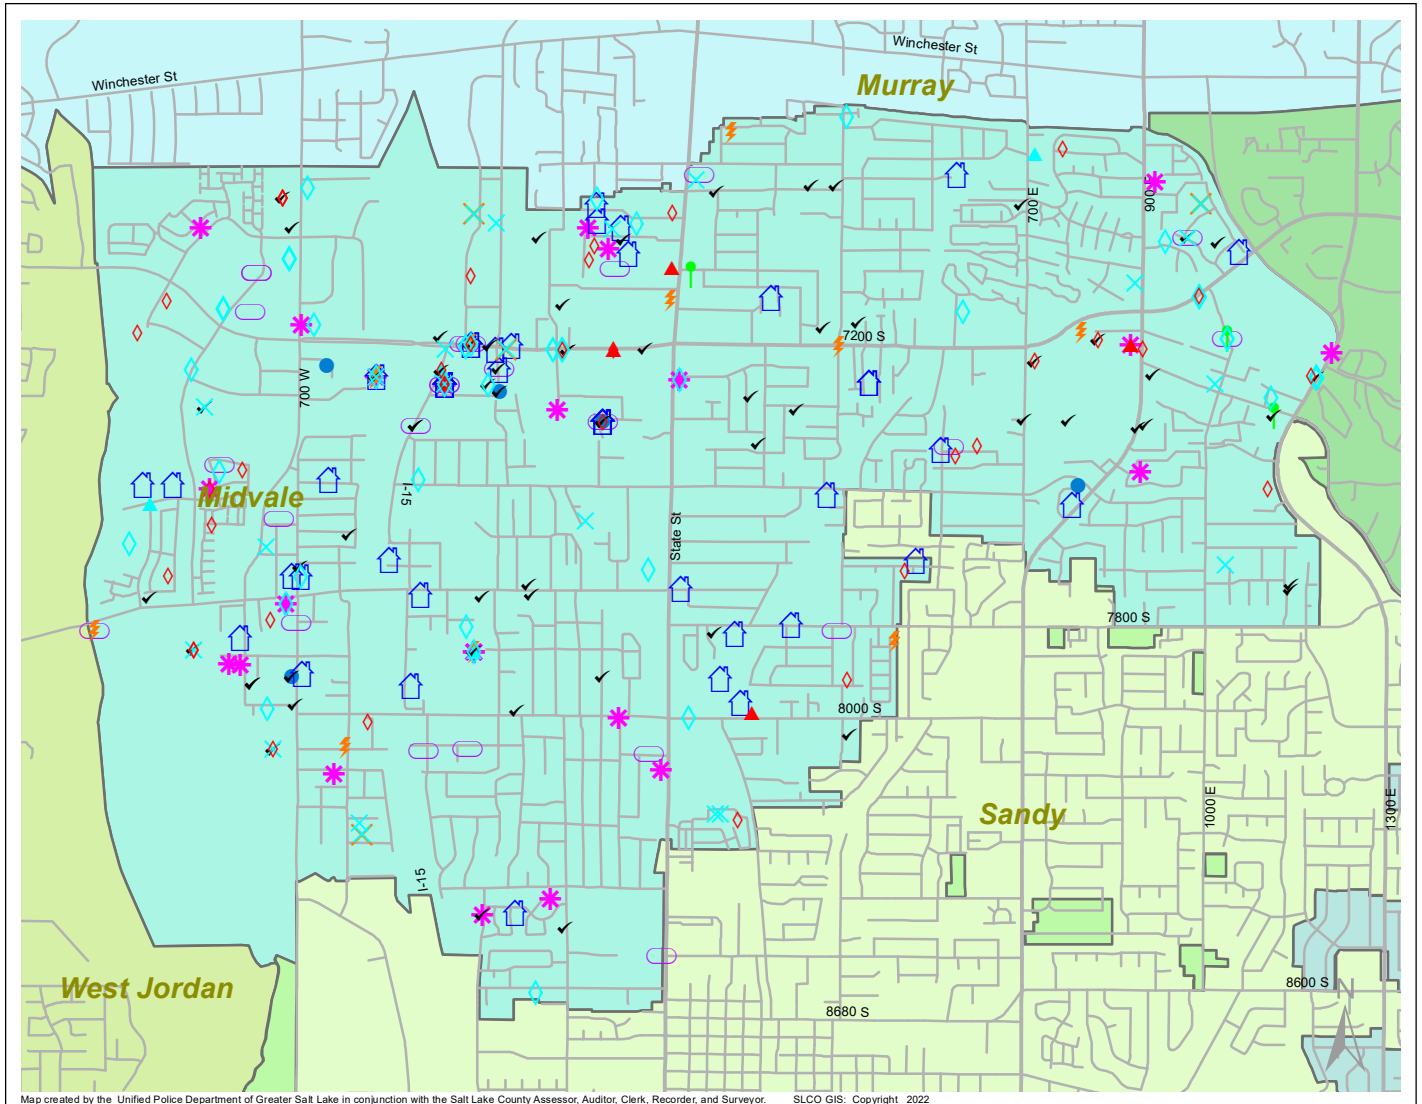 Winchester St
Winchester St
Murray
700 E
900
7200 S
700 W
Midvale
I-15
State St
7800 S
8000 S
Sandy
1000 E
1300 E
I-15
West Jordan
8600 S
N
8680 S
Map created by the Unified Police Department of Greater Salt Lake in conjunction with the Salt Lake County Assessor, Auditor, Clerk, Recorder, and Surveyor. SLCO GIS: Copyright 2022